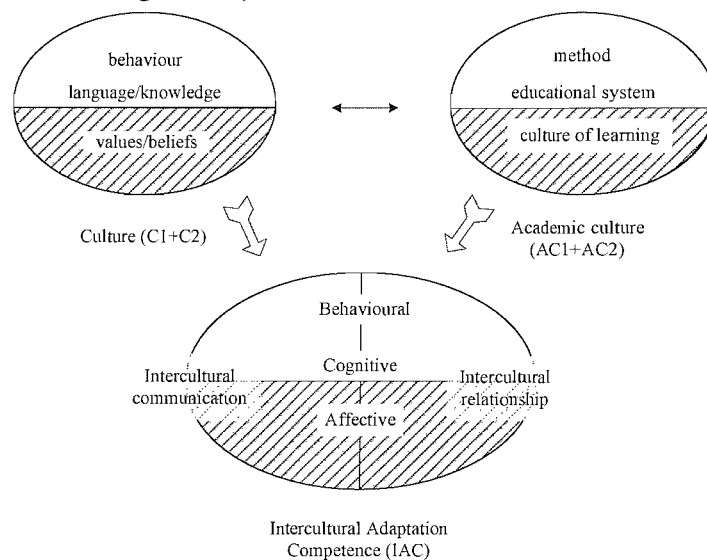 behaviour
language/knowledge
values/beliefs
method
educational system
culture of learning
Culture (C1+C2)
Academic culture
(AC1+AC2)
Behavioural
Cognitive
Intercultural
communication
Intercultural
relationship
Affective
Intercultural Adaptation
Competence (IAC)